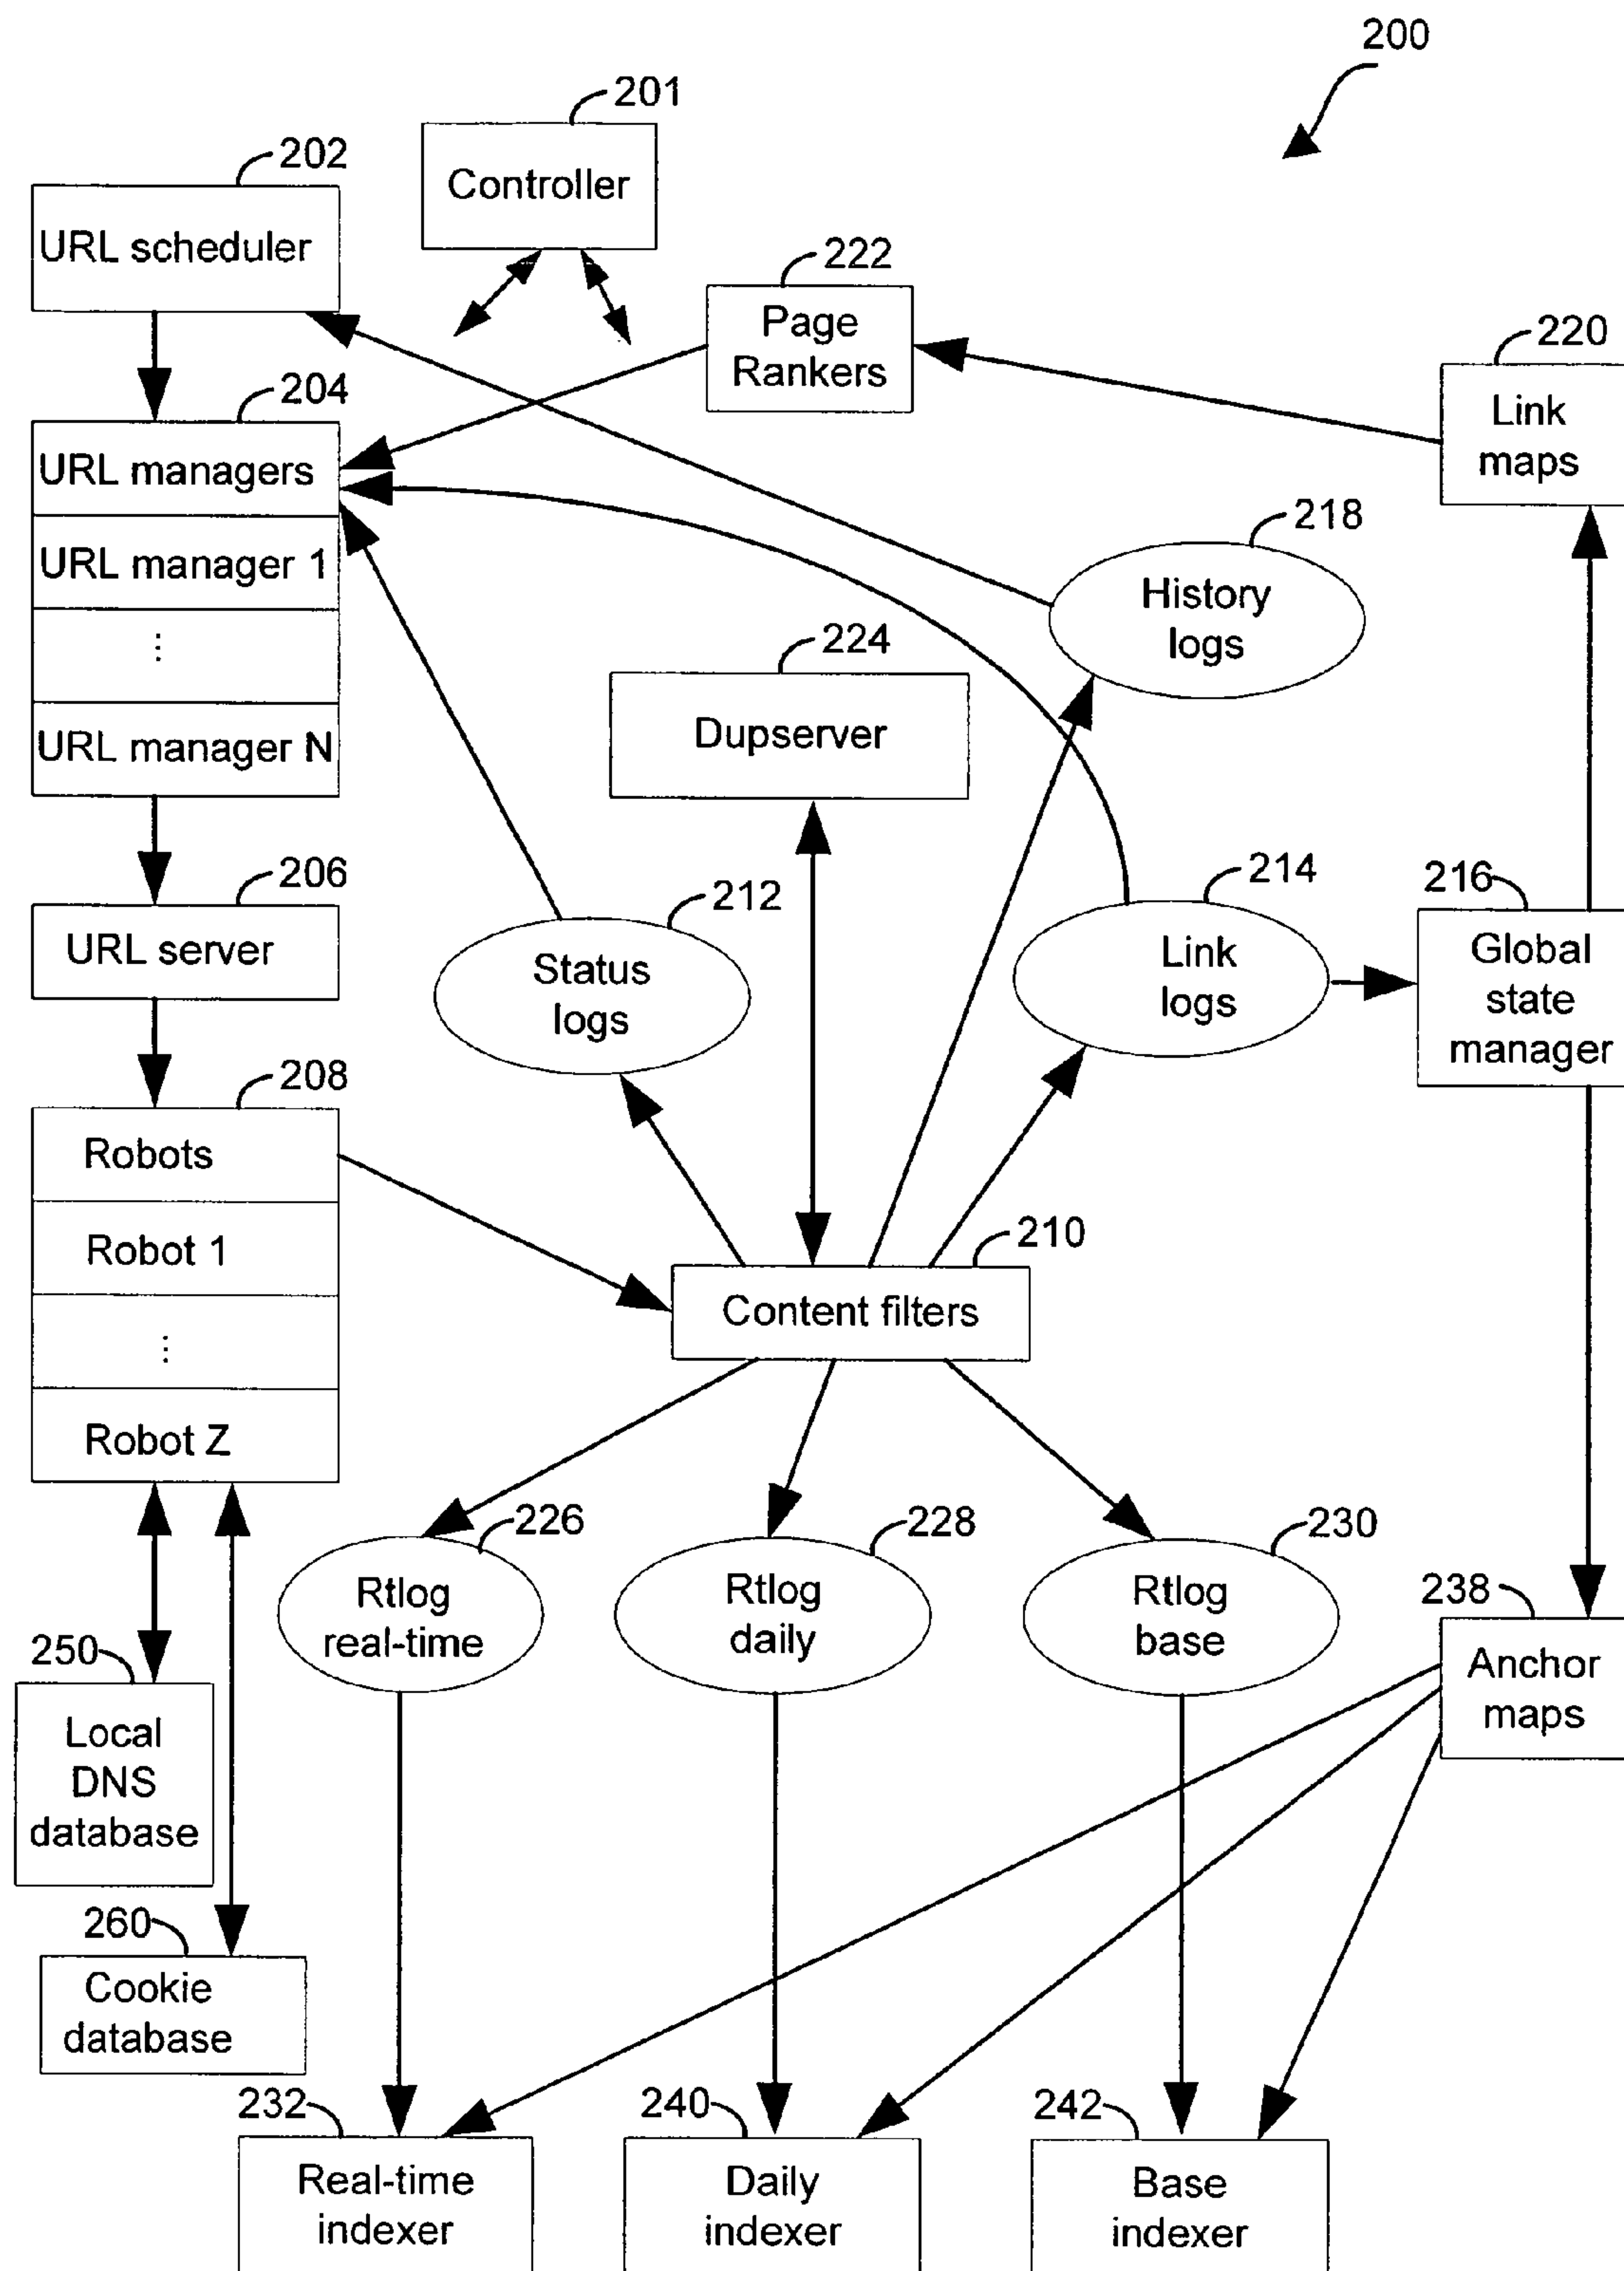 200
201
Controller
202
URL scheduler
222
Page
Rankers
220
Link
maps
204
URL managers
URL manager 1
...
URL manager N
218
History
logs
224
Dupserver
206
URL server
212
Status
logs
214
Link
logs
216
Global
state
manager
208
Robots
Robot 1
...
Robot Z
210
Content filters
226
Rtlog
real-time
228
Rtlog
daily
230
Rtlog
base
238
Anchor
maps
250
Local
DNS
database
260
Cookie
database
232
Real-time
indexer
240
Daily
indexer
242
Base
indexer